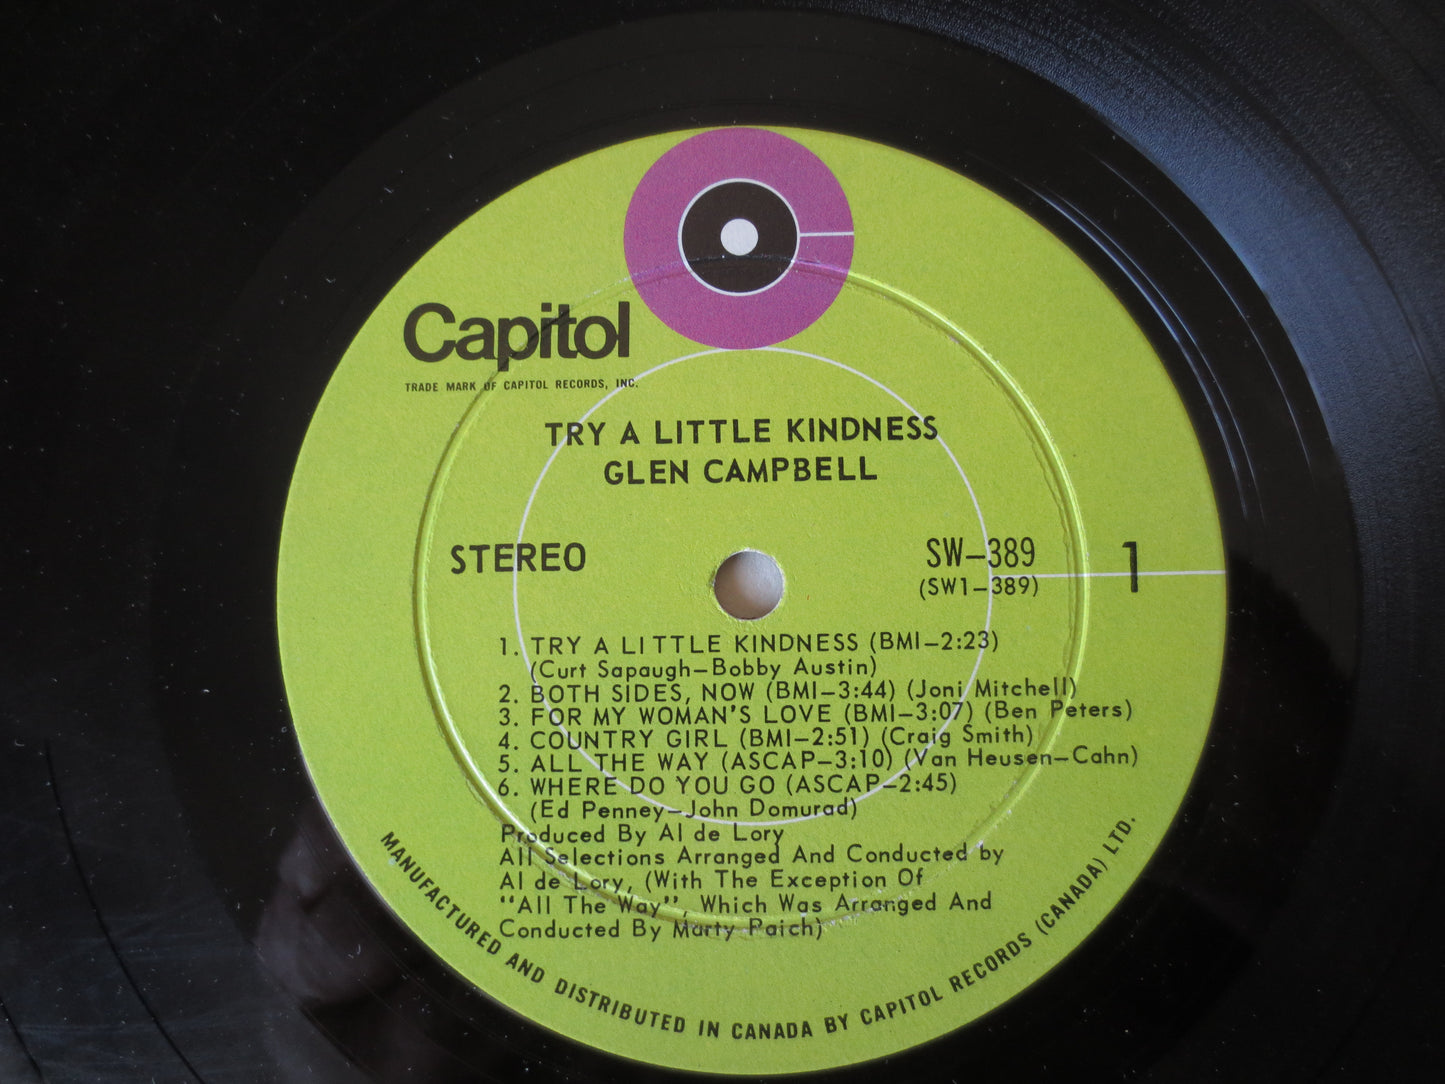 Capitol
TRADE MARK OF CAPITOL RECORDS, INC.
TRY A LITTLE KINDNESS
GLEN CAMPBELL
STEREO
SW-389
(SW1-389)
1
1. TRY A LITTLE KINDNESS (BMI-2:23)
(Curt Sapaugh-Bobby Austin)
2. BOTH SIDES, NOW (BMI-3:44) (Joni Mitchell)
3. FOR MY WOMAN'S LOVE (BMI-3:07) (Ben Peters)
4. COUNTRY GIRL (BMI-2:51) (Craig Smith)
5. ALL THE WAY (ASCAP-3:10) (Van Heusen-Cahn)
6. WHERE DO YOU GO (ASCAP-2:45)
(Ed Penney-John Domurad)
Produced By Al de Lory
All Selections Arranged And Conducted by
Al de Lory, (With The Exception Of
"All The Way", Which Was Arranged And
Conducted By Marty Paich)
MANUFACTURED AND DISTRIBUTED IN CANADA BY CAPITOL RECORDS (CANADA) LTD.